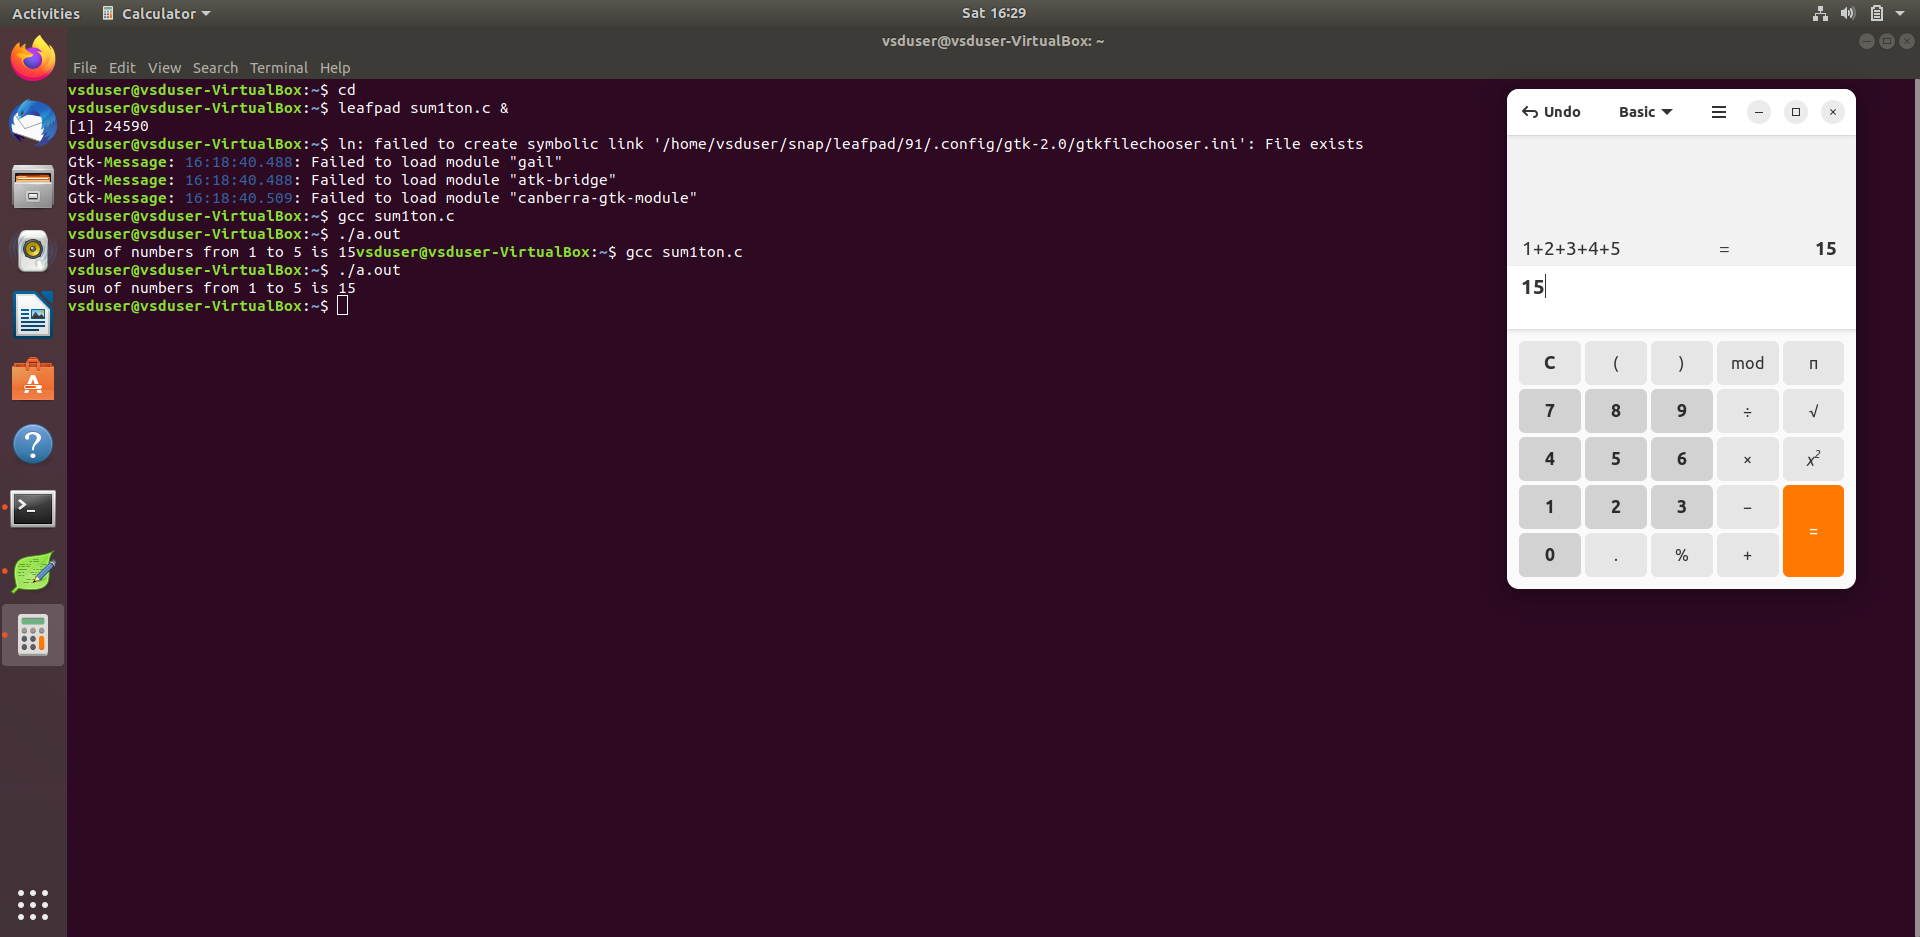 Activities Calculator Sat 16:29
vsduser@vsduser-VirtualBox: ~
File Edit View Search Terminal Help
vsduser@vsduser-VirtualBox:~$ cd
vsduser@vsduser-VirtualBox:~$ leafpad sum1ton.c &
[1] 24590
vsduser@vsduser-VirtualBox:~$ ln: failed to create symbolic link '/home/vsduser/snap/leafpad/91/.config/gtk-2.0/gtkfilechooser.ini': File exists
Gtk-Message: 16:18:40.488: Failed to load module "gail"
Gtk-Message: 16:18:40.488: Failed to load module "atk-bridge"
Gtk-Message: 16:18:40.509: Failed to load module "canberra-gtk-module"
vsduser@vsduser-VirtualBox:~$ gcc sum1ton.c
vsduser@vsduser-VirtualBox:~$ ./a.out
sum of numbers from 1 to 5 is 15vsduser@vsduser-VirtualBox:~$ gcc sum1ton.c
vsduser@vsduser-VirtualBox:~$ ./a.out
sum of numbers from 1 to 5 is 15
vsduser@vsduser-VirtualBox:~$
Undo Basic
1+2+3+4+5 = 15
15
C ( ) mod π
7 8 9 ÷ √
4 5 6 × x²
1 2 3 − =
0 . % +